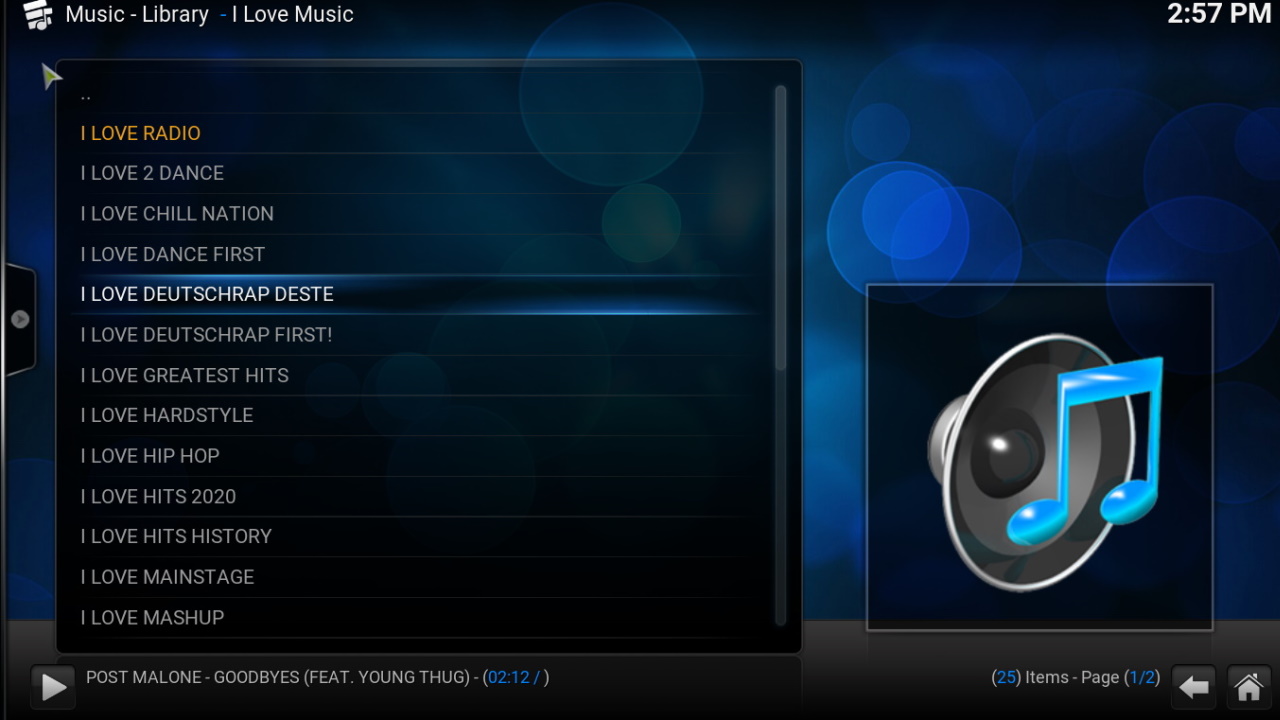 Music - Library - I Love Music
2:57 PM
..
I LOVE RADIO
I LOVE 2 DANCE
I LOVE CHILL NATION
I LOVE DANCE FIRST
I LOVE DEUTSCHRAP DESTE
I LOVE DEUTSCHRAP FIRST!
I LOVE GREATEST HITS
I LOVE HARDSTYLE
I LOVE HIP HOP
I LOVE HITS 2020
I LOVE HITS HISTORY
I LOVE MAINSTAGE
I LOVE MASHUP
POST MALONE - GOODBYES (FEAT. YOUNG THUG) - (02:12 / )
(25) Items - Page (1/2)